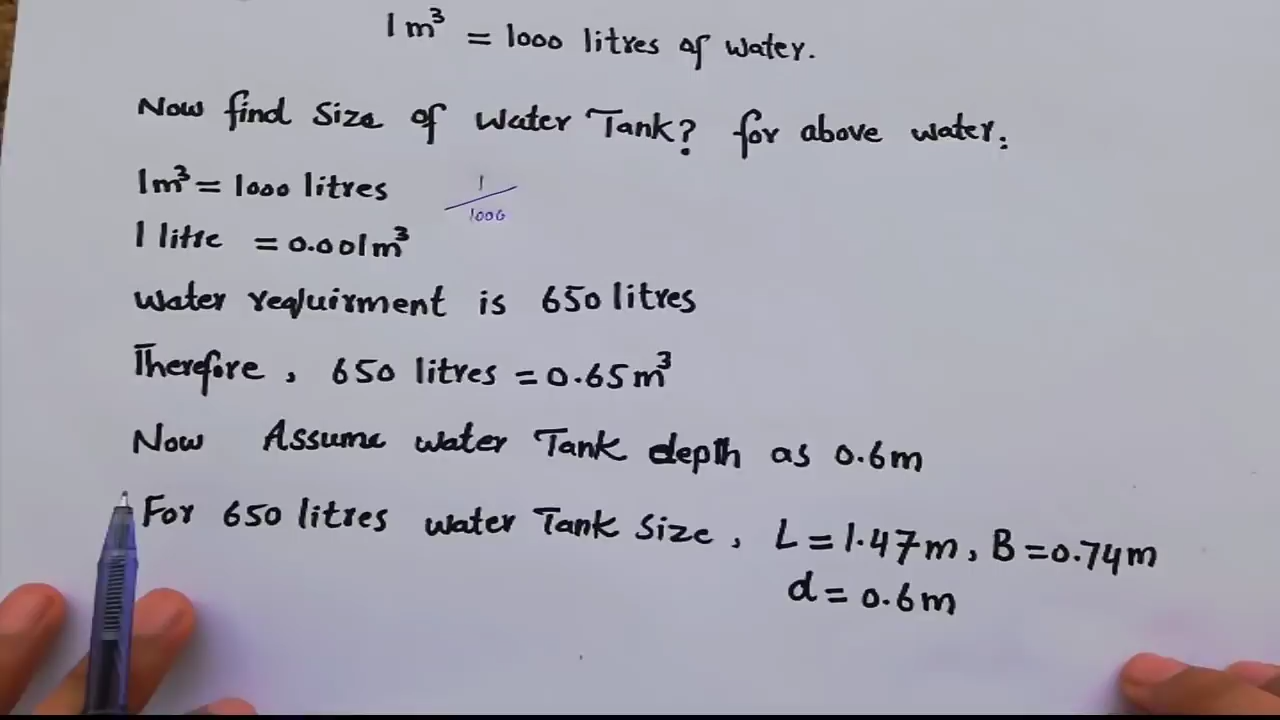 1m³ = 1000 litres of water.
Now find Size of water Tank? for above water.
1m³ = 1000 litres
1
1000
1 litre = 0.001m³
water requirment is 650 litres
Therefore, 650 litres = 0.65m³
Now Assume water Tank depth as 0.6m
For 650 litres water Tank Size, L = 1.47m, B = 0.74m
d = 0.6m